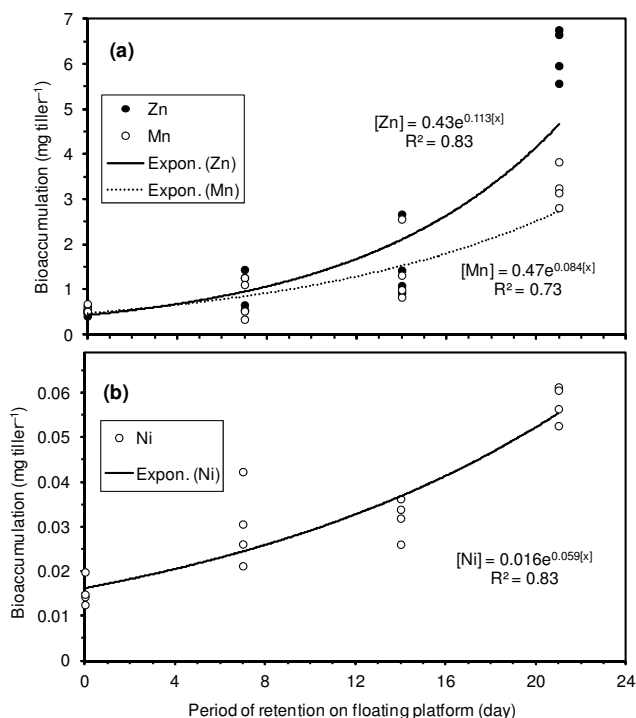 7
(a)
6
Zn
Mn
Expon. (Zn)
Expon. (Mn)
5
[Zn] = 0.43e^0.113[x]
R² = 0.83
4
3
2
[Mn] = 0.47e^0.084[x]
R² = 0.73
1
0
Bioaccumulation (mg tiller⁻¹)
(b)
0.06
Ni
Expon. (Ni)
0.05
0.04
0.03
[Ni] = 0.016e^0.059[x]
R² = 0.83
0.02
0.01
0
Bioaccumulation (mg tiller⁻¹)
0 4 8 12 16 20 24
Period of retention on floating platform (day)